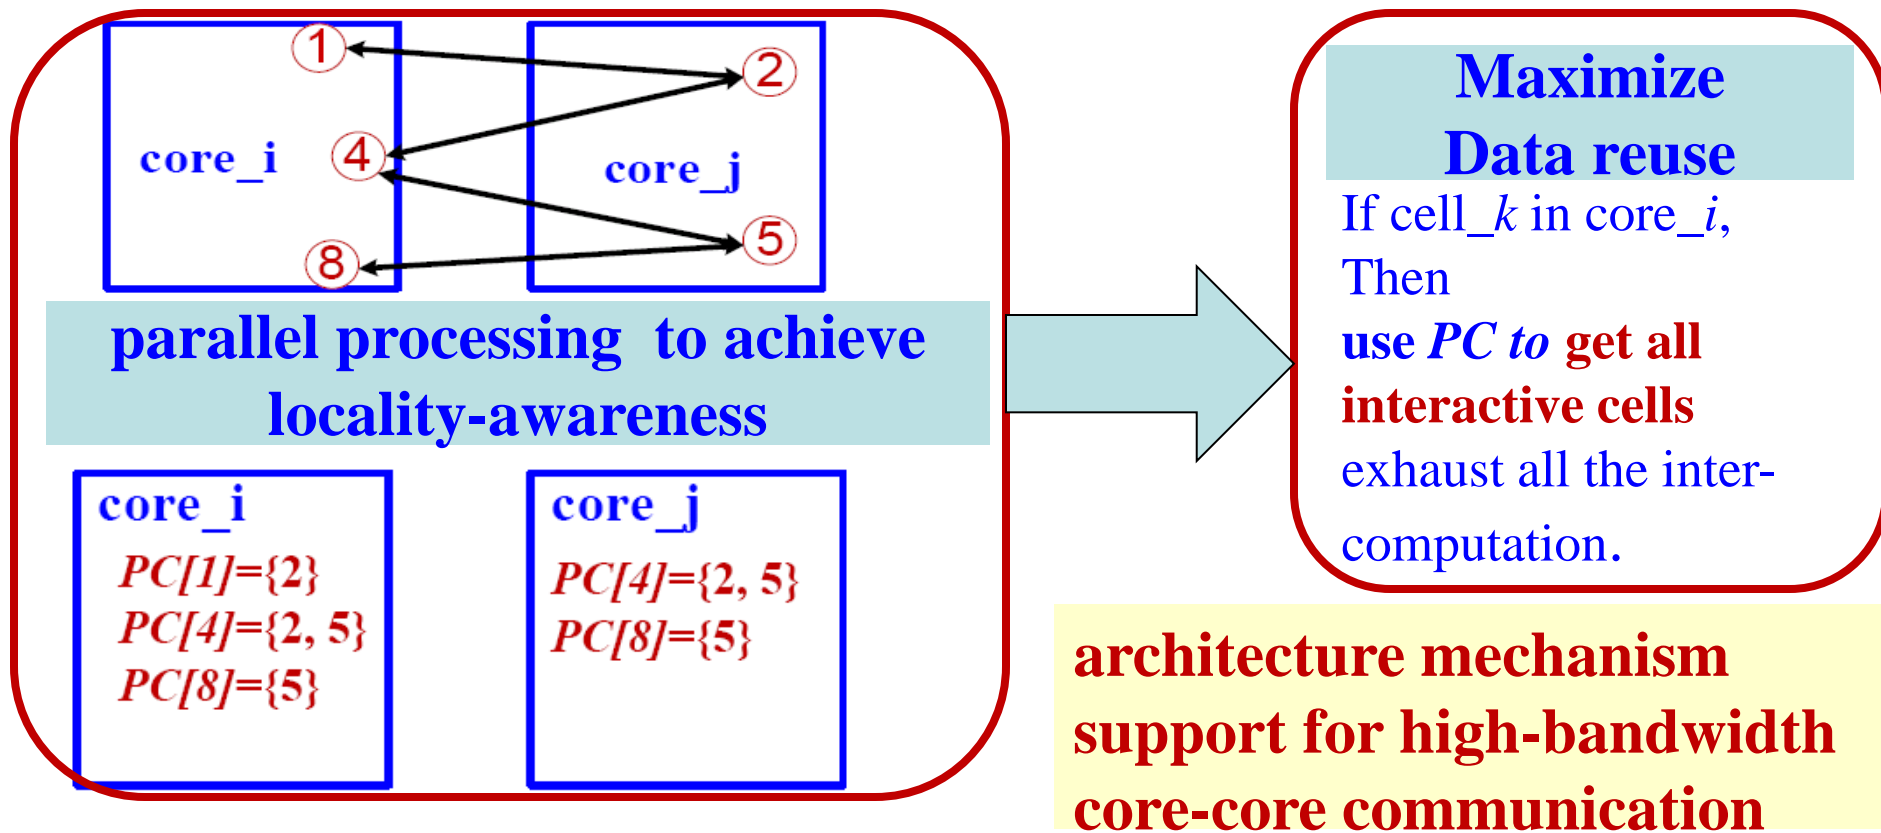 1
2
core_i
4
core_j
5
8
parallel processing to achieve
locality-awareness
core_i
PC[1]={2}
PC[4]={2, 5}
PC[8]={5}
core_j
PC[4]={2, 5}
PC[8]={5}
Maximize
Data reuse
If cell_k in core_i,
Then
use PC to get all
interactive cells
exhaust all the inter-
computation.
architecture mechanism
support for high-bandwidth
core-core communication